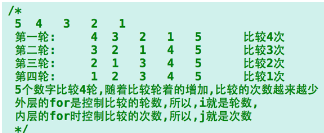 /*
5 4 3 2 1
第一轮: 4 3 2 1 5 比较4次
第二轮: 3 2 1 4 5 比较3次
第三轮: 2 1 3 4 5 比较2次
第四轮: 1 2 3 4 5 比较1次
5个数字比较4轮,随着比较轮着的增加,比较的次数越来越少
外层的for是控制比较的轮数,所以,i就是轮数,
内层的for时控制比较的次数,所以,j就是次数
*/